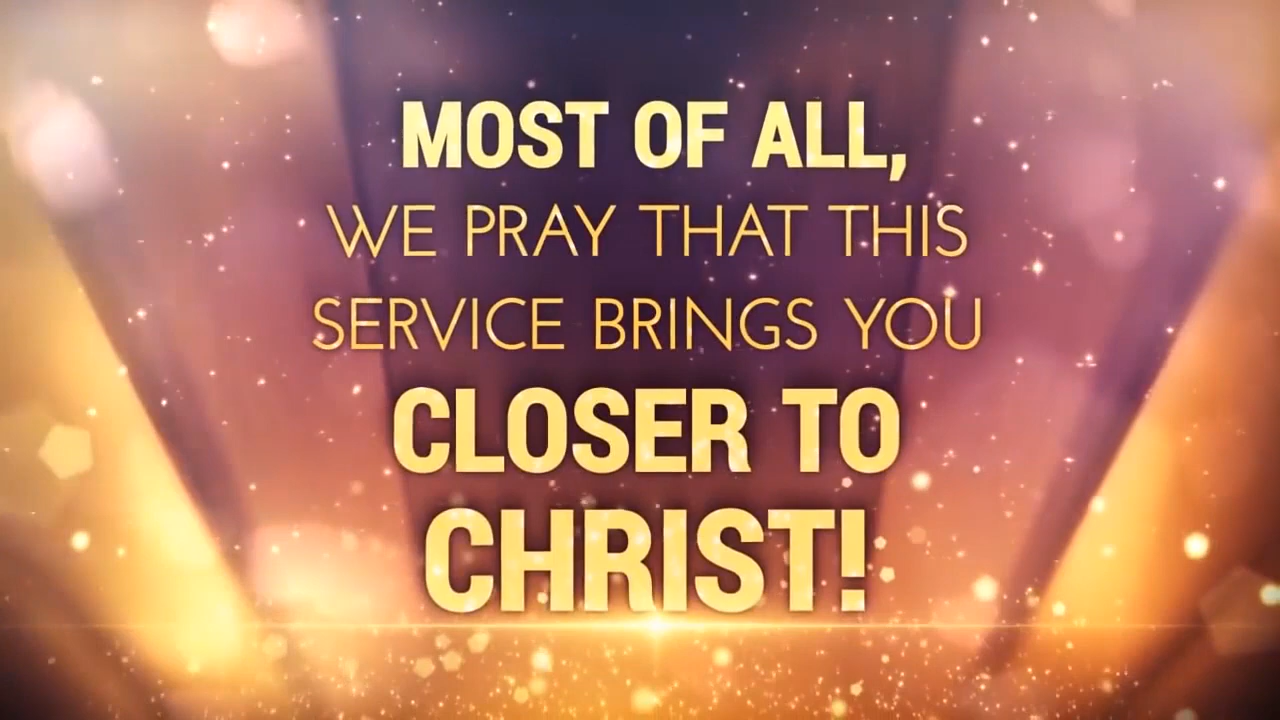 MOST OF ALL,
WE PRAY THAT THIS
SERVICE BRINGS YOU
CLOSER TO
CHRIST!